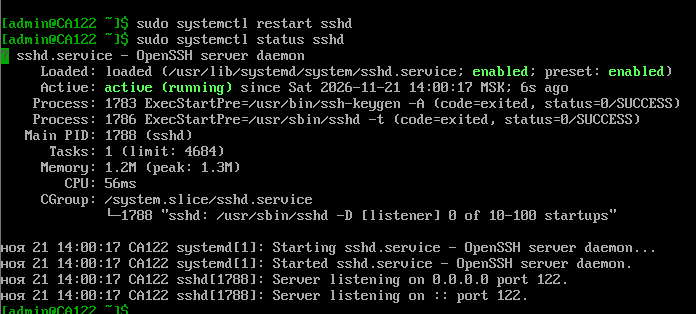 [admin@CA122 ~]$ sudo systemctl restart sshd
[admin@CA122 ~]$ sudo systemctl status sshd
sshd.service - OpenSSH server daemon
Loaded: loaded (/usr/lib/systemd/system/sshd.service; enabled; preset: enabled)
Active: active (running) since Sat 2026-11-21 14:00:17 MSK; 6s ago
Process: 1783 ExecStartPre=/usr/bin/ssh-keygen -A (code=exited, status=0/SUCCESS)
Process: 1786 ExecStartPre=/usr/sbin/sshd -t (code=exited, status=0/SUCCESS)
Main PID: 1788 (sshd)
Tasks: 1 (limit: 4684)
Memory: 1.2M (peak: 1.3M)
CPU: 56ms
CGroup: /system.slice/sshd.service
└─1788 "sshd: /usr/sbin/sshd -D [listener] 0 of 10-100 startups"
ноя 21 14:00:17 CA122 systemd[1]: Starting sshd.service - OpenSSH server daemon...
ноя 21 14:00:17 CA122 systemd[1]: Started sshd.service - OpenSSH server daemon.
ноя 21 14:00:17 CA122 sshd[1788]: Server listening on 0.0.0.0 port 122.
ноя 21 14:00:17 CA122 sshd[1788]: Server listening on :: port 122.
[admin@CA122 ~]$